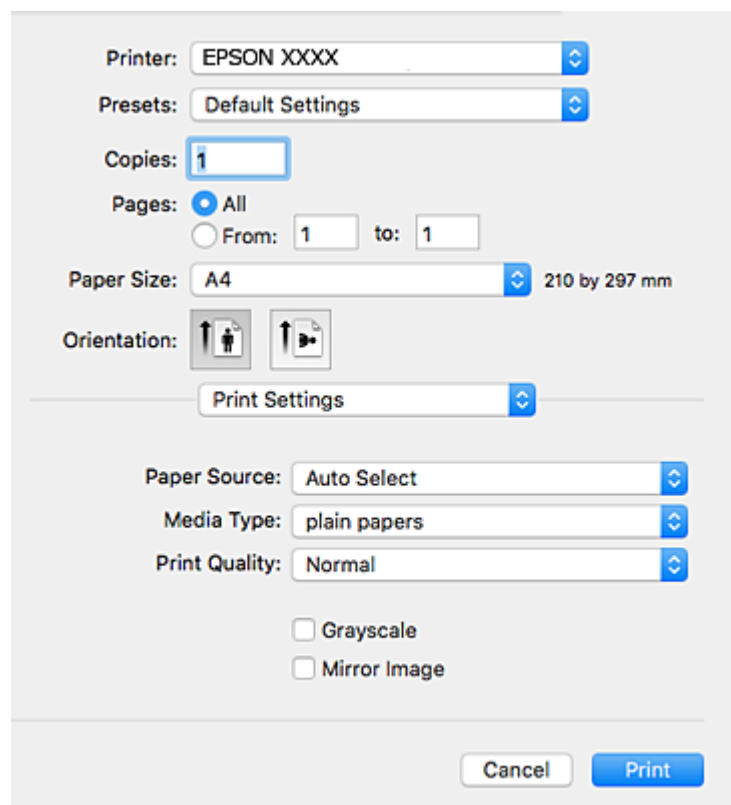 Printer: EPSON XXXX
Presets: Default Settings
Copies: 1
Pages: All
From: 1 to: 1
Paper Size: A4 210 by 297 mm
Orientation:
Print Settings
Paper Source: Auto Select
Media Type: plain papers
Print Quality: Normal
Grayscale
Mirror Image
Cancel Print